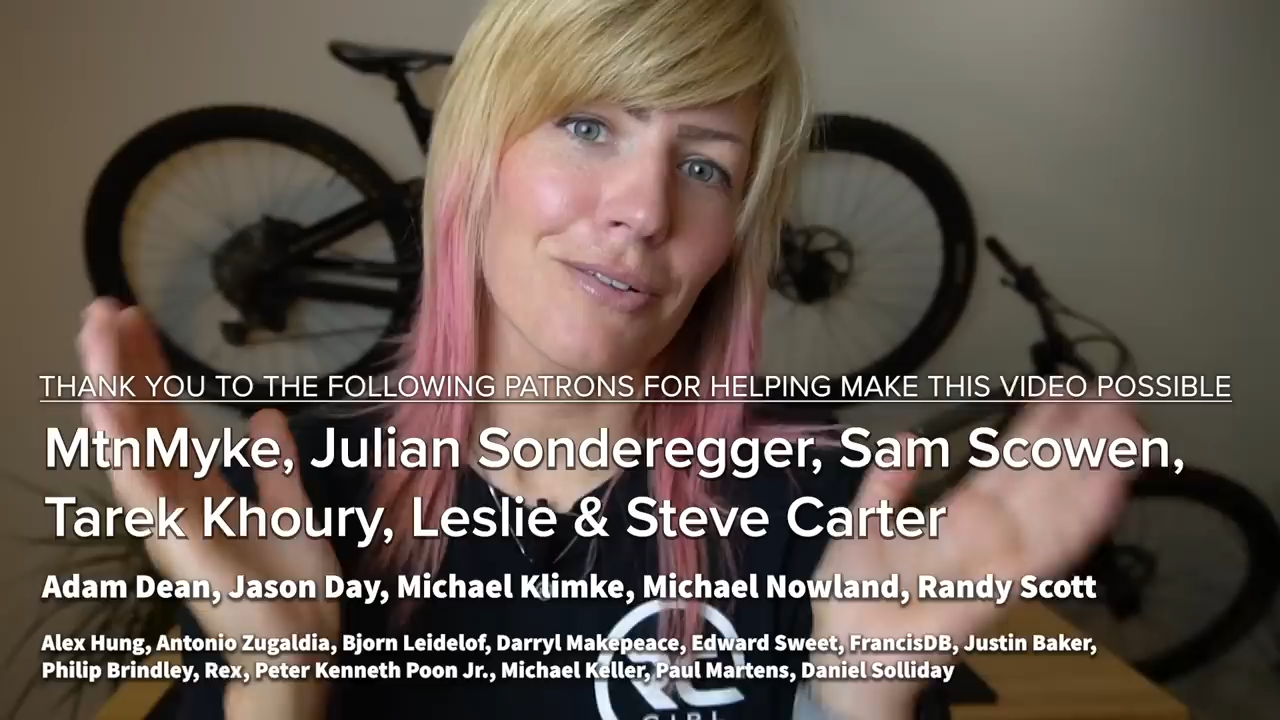 THANK YOU TO THE FOLLOWING PATRONS FOR HELPING MAKE THIS VIDEO POSSIBLE
MtnMyke, Julian Sonderegger, Sam Scowen,
Tarek Khoury, Leslie & Steve Carter
Adam Dean, Jason Day, Michael Klimke, Michael Nowland, Randy Scott
Alex Hung, Antonio Zugaldia, Bjorn Leidelof, Darryl Makepeace, Edward Sweet, FrancisDB, Justin Baker,
Philip Brindley, Rex, Peter Kenneth Poon Jr., Michael Keller, Paul Martens, Daniel Solliday
RC
GIRL